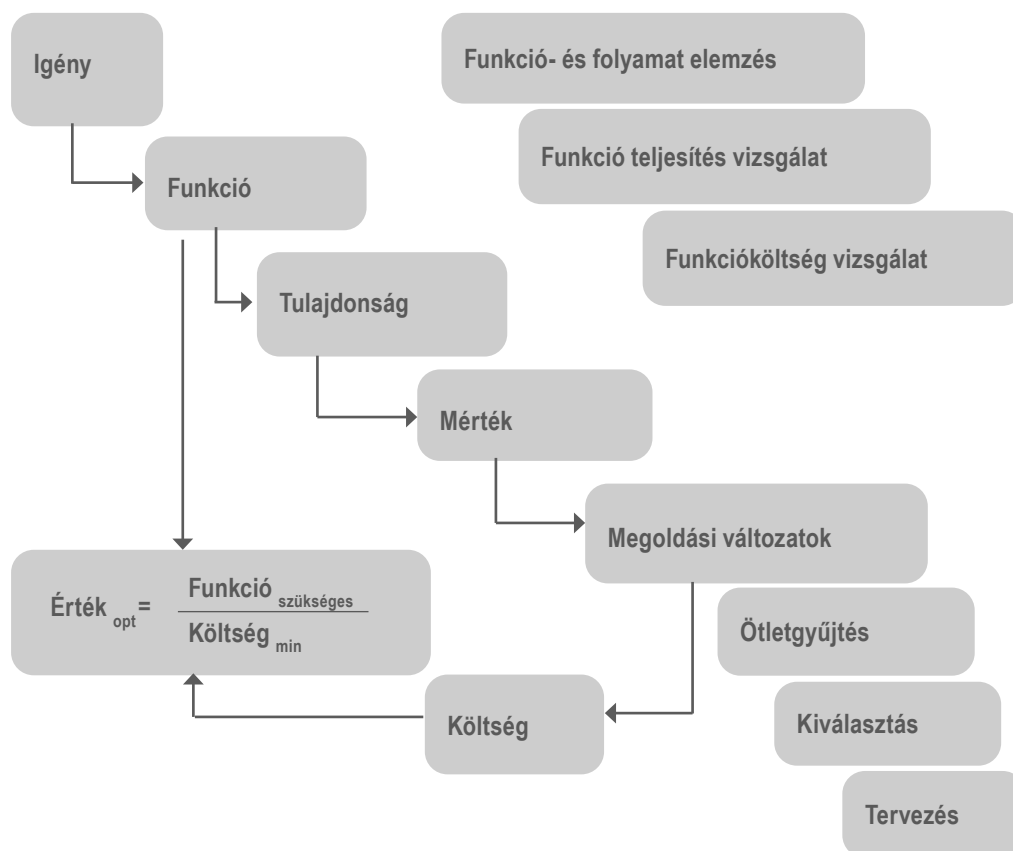 Igény
Funkció- és folyamat elemzés
Funkció teljesítés vizsgálat
Funkció
Funkcióköltség vizsgálat
Tulajdonság
Mérték
Megoldási változatok
Érték opt = Funkció szükséges
Költség min
Ötletgyűjtés
Költség
Kiválasztás
Tervezés